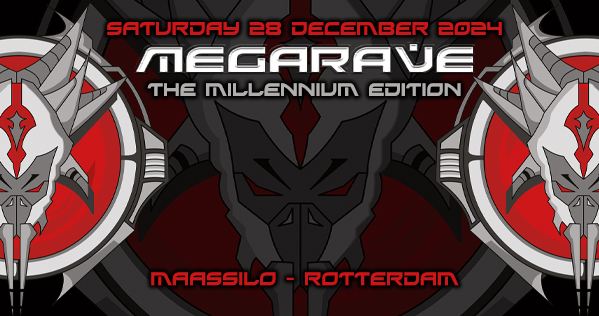 SATURDAY 28 DECEMBER 2024
MEGARAVE
THE MILLENNIUM EDITION
MAASSILO - ROTTERDAM